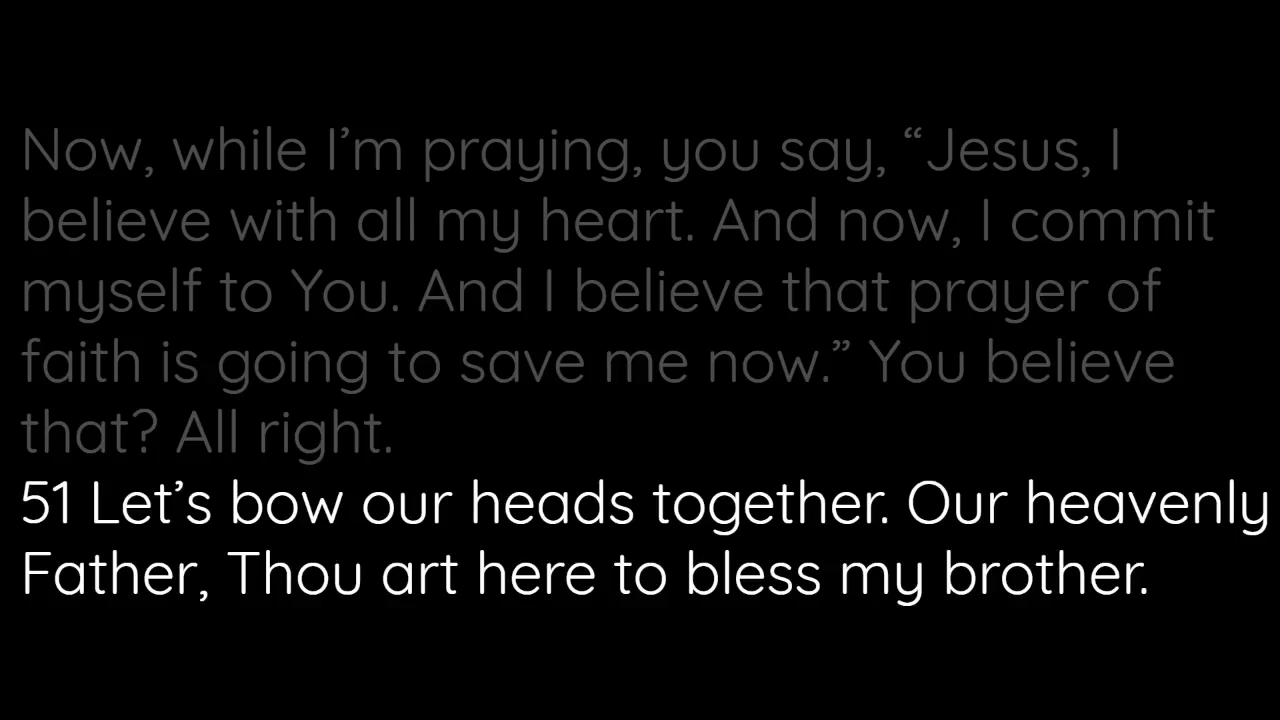 Now, while I’m praying, you say, “Jesus, I
believe with all my heart. And now, I commit
myself to You. And I believe that prayer of
faith is going to save me now.” You believe
that? All right.
51 Let’s bow our heads together. Our heavenly
Father, Thou art here to bless my brother.